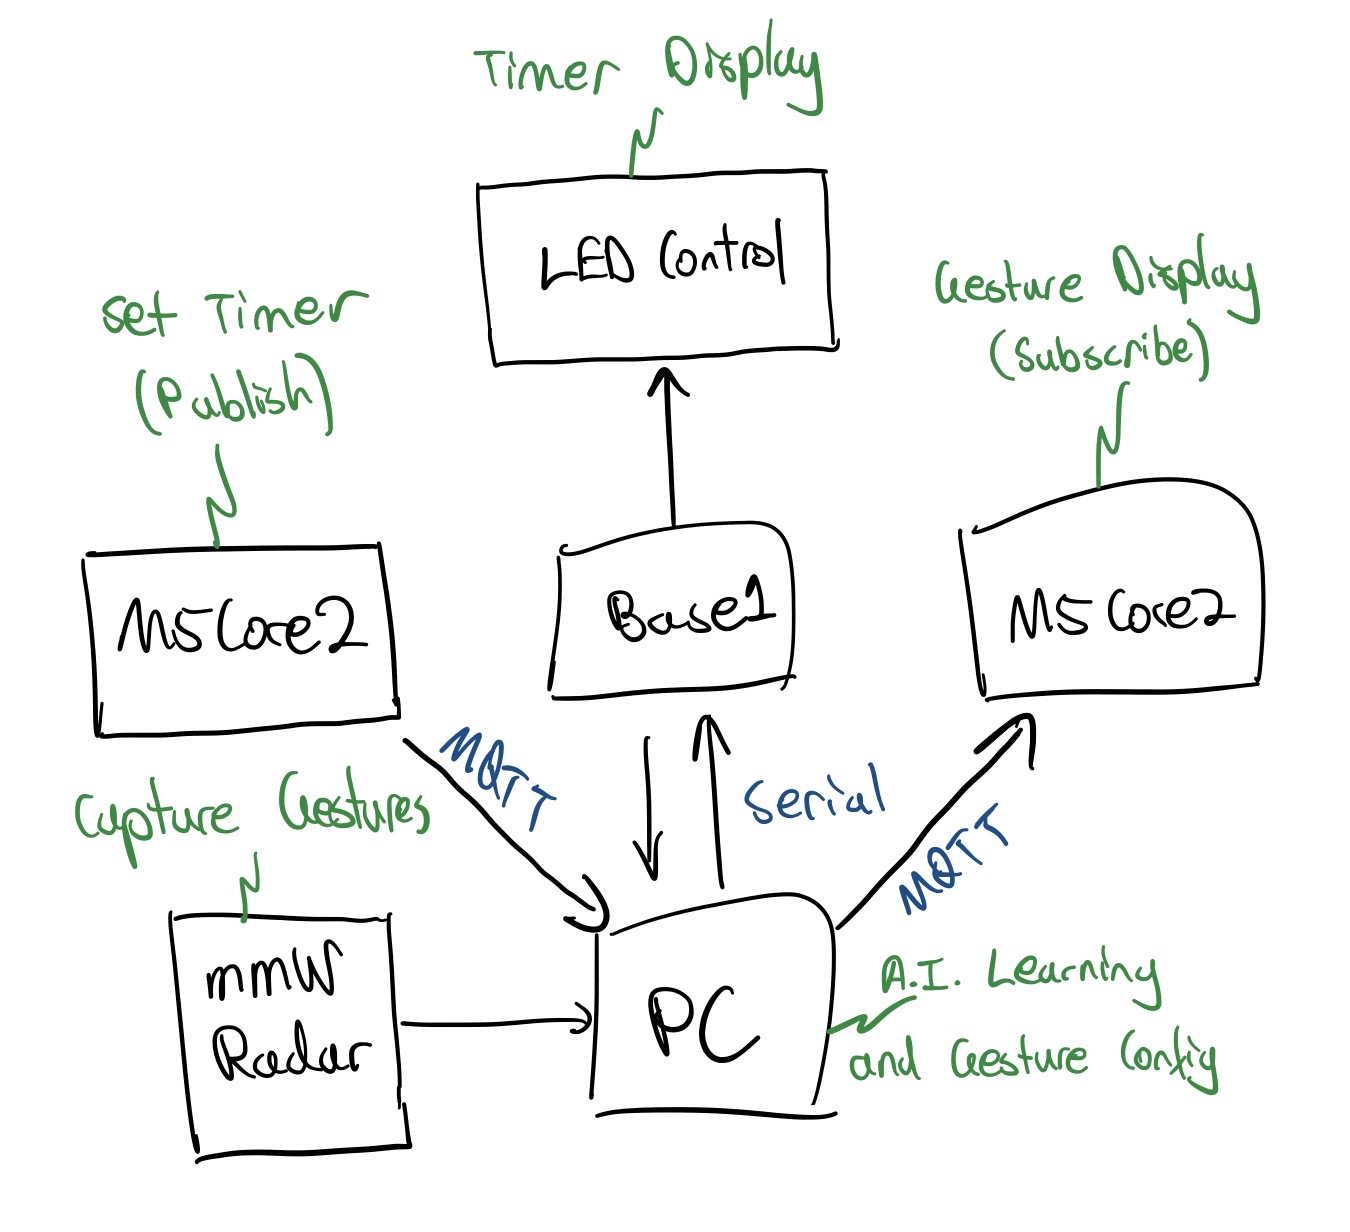 Timer Display
LED Control
set Timer
(Publish)
Gesture Display
(Subscribe)
M5Core2
Base1
M5Core2
MQTT
Serial
MQTT
Capture Gestures
mmW
Radar
PC
A.I. Learning
and Gesture Config